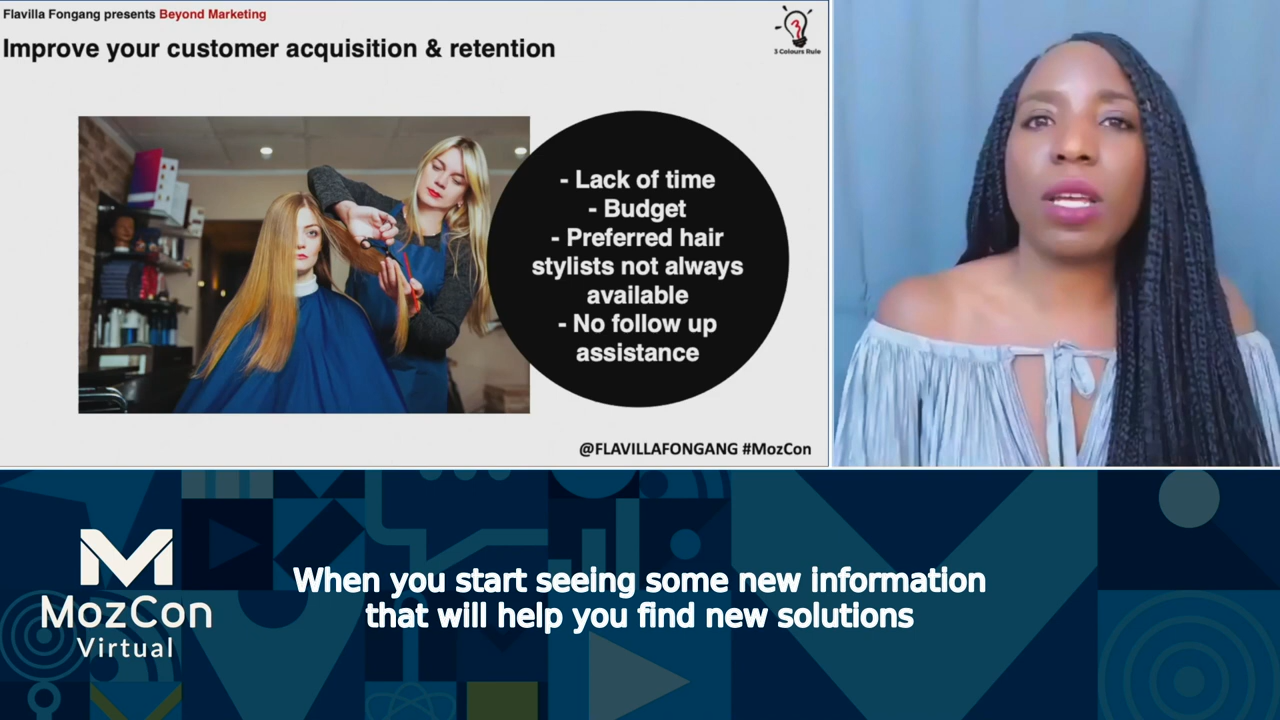 Flavilla Fongang presents Beyond Marketing
Improve your customer acquisition & retention
3 Colours Rule
- Lack of time
- Budget
- Preferred hair
stylists not always
available
- No follow up
assistance
@FLAVILLAFONGANG #MozCon
M
MozCon
Virtual
When you start seeing some new information
that will help you find new solutions